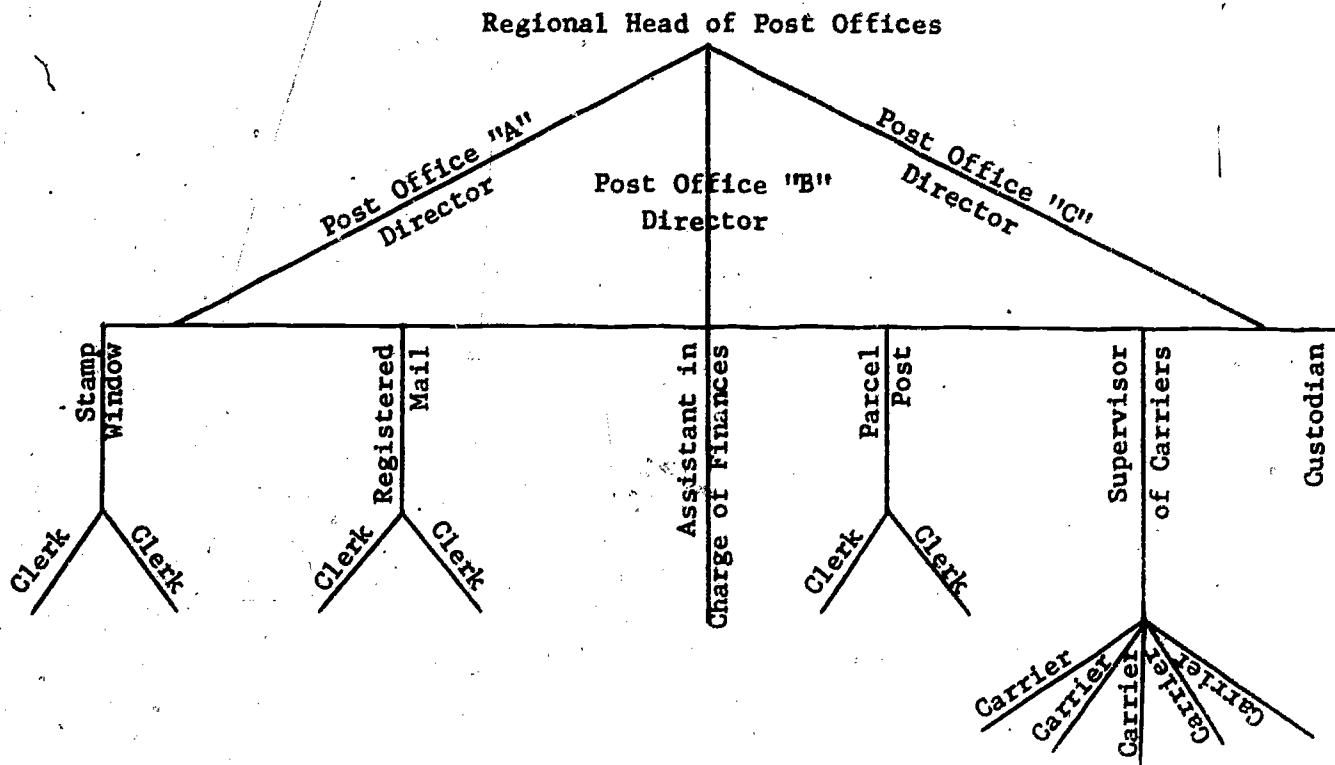 Regional Head of Post Offices
Post Office "A"
Director
Post Office "B"
Director
Post Office "C"
Director
Stamp
Window
Registered
Mail
Assistant in
Charge of Finances
Parcel
Post
Supervisor
of Carriers
Custodian
Clerk
Clerk
Clerk
Clerk
Clerk
Clerk
Carrier
Carrier
Carrier
Carrier
Carrier